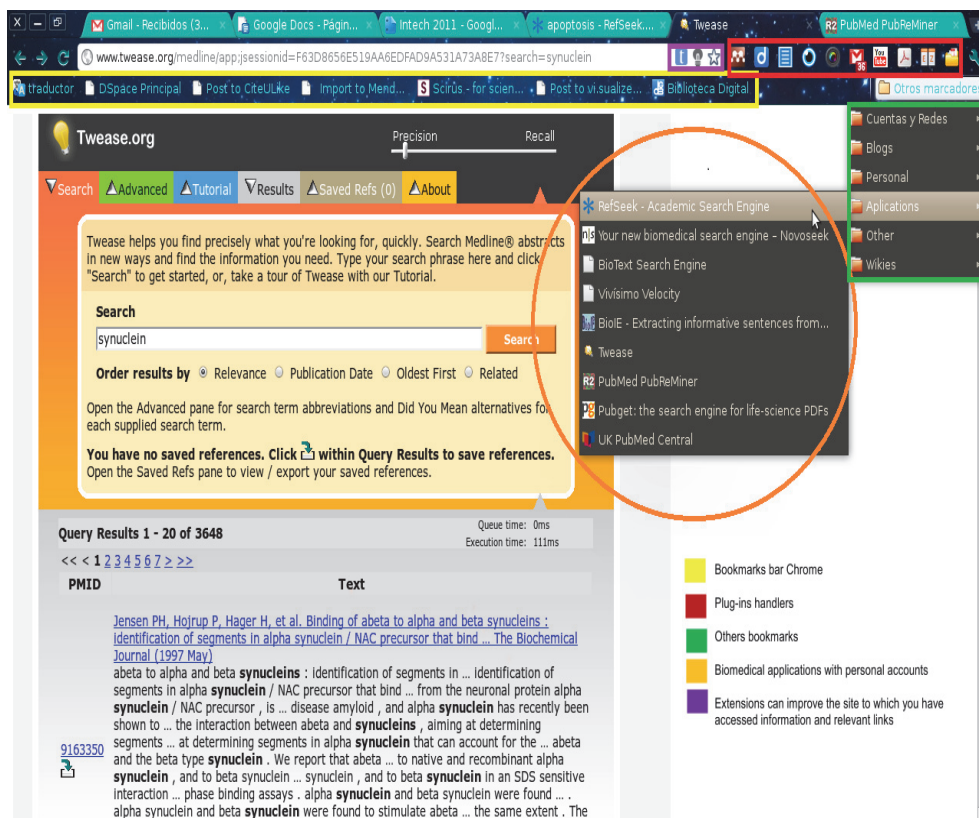 Gmail - Recibidos (3...
Google Docs - Págin...
Intech 2011 - Googl...
apoptosis - RefSeek....
Twease
PubMed PubReMiner
www.twease.org/medline/app;jsessionid=F63D8656E519AA6EDFAD9A531A73A8E7?search=synuclein
traductor
DSpace Principal
Post to CiteULike
Import to Mend...
Scirus - for scien...
Post to vi.sualize...
Biblioteca Digital
Otros marcadores
Cuentas y Redes
Blogs
Personal
Aplications
Other
Wikies
Twease.org
Precision
Recall
Search
Advanced
Tutorial
Results
Saved Refs (0)
About
RefSeek - Academic Search Engine
Your new biomedical search engine – Novoseek
BioText Search Engine
Vivísimo Velocity
BioIE - Extracting informative sentences from...
Twease
PubMed PubReMiner
Pubget: the search engine for life-science PDFs
UK PubMed Central
Twease helps you find precisely what you're looking for, quickly. Search Medline® abstracts
in new ways and find the information you need. Type your search phrase here and click
"Search" to get started, or, take a tour of Twease with our Tutorial.
Search
synuclein
Search
Order results by Relevance Publication Date Oldest First Related
Open the Advanced pane for search term abbreviations and Did You Mean alternatives for
each supplied search term.
You have no saved references. Click within Query Results to save references.
Open the Saved Refs pane to view / export your saved references.
Query Results 1 - 20 of 3648
Queue time: 0ms
Execution time: 111ms
<< < 1 2 3 4 5 6 7 > >>
PMID
Text
Jensen PH, Hojrup P, Hager H, et al. Binding of abeta to alpha and beta synucleins :
identification of segments in alpha synuclein / NAC precursor that bind ... The Biochemical
Journal (1997 May)
abeta to alpha and beta synucleins : identification of segments in ... identification of
segments in alpha synuclein / NAC precursor that bind ... from the neuronal protein alpha
synuclein / NAC precursor , is ... disease amyloid , and alpha synuclein has recently been
shown to ... the interaction between abeta and synucleins , aiming at determining
segments ... at determining segments in alpha synuclein that can account for the ... abeta
9163350
and the beta type synuclein . We report that abeta ... to native and recombinant alpha
synuclein , and to beta synuclein ... synuclein , and to beta synuclein in an SDS sensitive
interaction ... phase binding assays . alpha synuclein and beta synuclein were found ... .
alpha synuclein and beta synuclein were found to stimulate abeta ... the same extent . The
Bookmarks bar Chrome
Plug-ins handlers
Others bookmarks
Biomedical applications with personal accounts
Extensions can improve the site to which you have
accessed information and relevant links